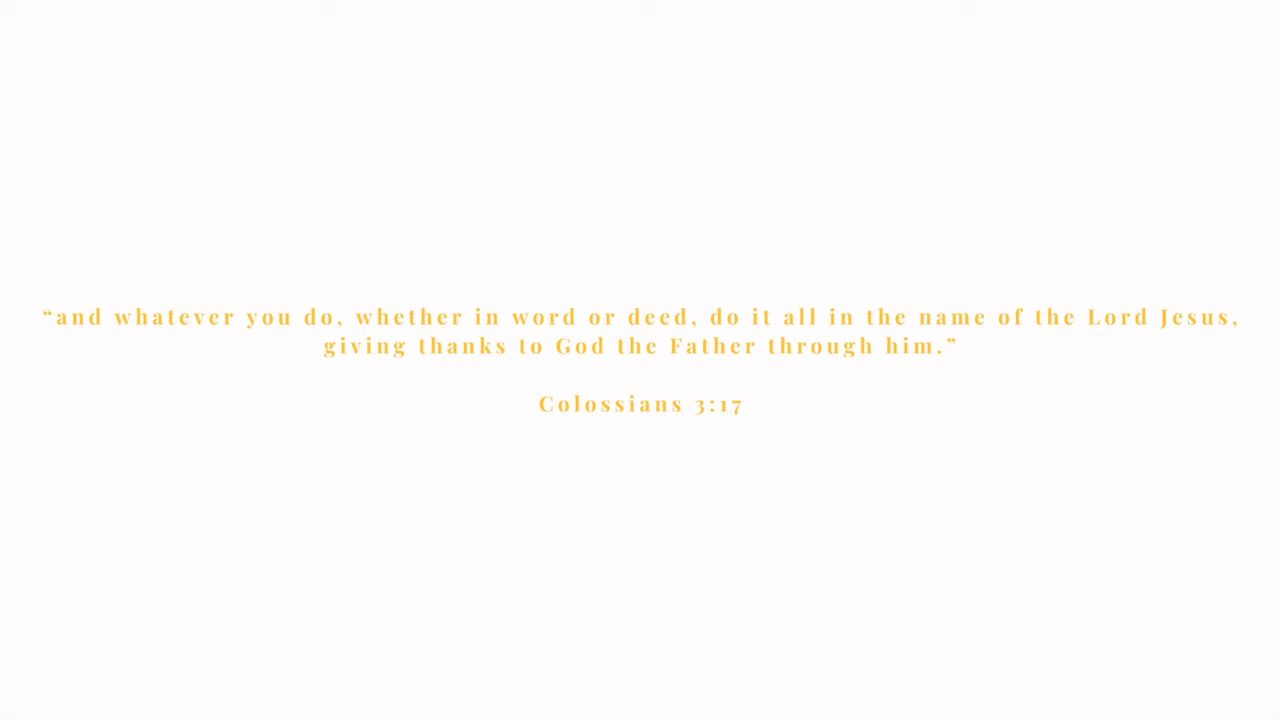 “and whatever you do, whether in word or deed, do it all in the name of the Lord Jesus,
giving thanks to God the Father through him.”
Colossians 3:17